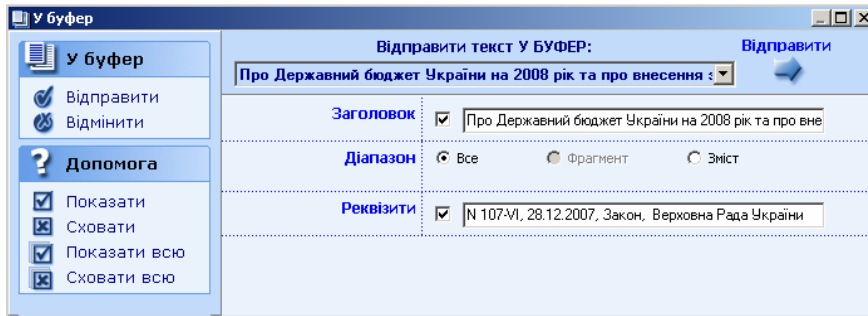 У буфер
У буфер
Відправити
Відмінити
Допомога
Показати
Сховати
Показати всю
Сховати всю
Відправити текст У БУФЕР:
Про Державний бюджет України на 2008 рік та про внесення
Відправити
Заголовок
Про Державний бюджет України на 2008 рік та про вне
Діапазон
Все Фрагмент Зміст
Реквізити
N 107-VI, 28.12.2007, Закон, Верховна Рада України